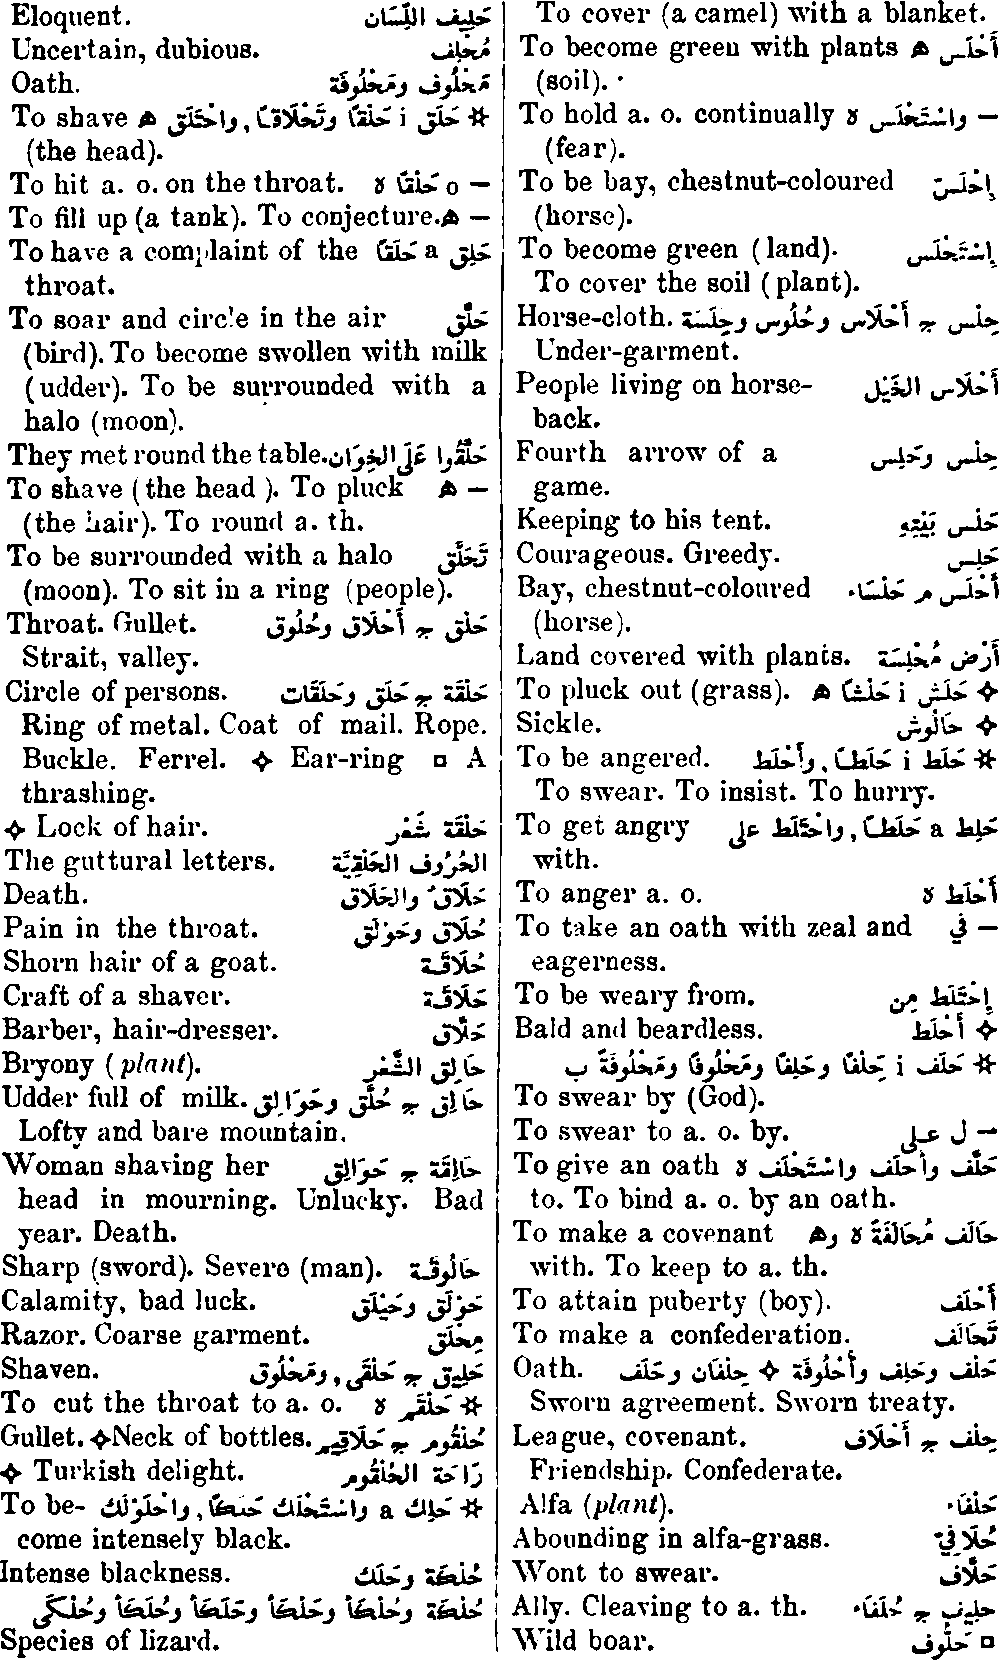 To cover (a camel) with a blanket.
To become green with plants أَحْلَس ه
(soil).
To hold a. o. continually — واسْتَحْلَس ه
(fear).
To be bay, chestnut-coloured إِحْلَسّ
(horse).
To become green (land). إِسْتَحْلَس
To cover the soil (plant).
Horse-cloth. حِلْس ج أَحْلَاس وحُلُوس وحِلَسَة
Under-garment.
People living on horse- أَحْلَاس الخَيْل
back.
Fourth arrow of a حِلْس وحَلِس
game.
Keeping to his tent. حَلْس بَيْتِهِ
Courageous. Greedy. حَلِس
Bay, chestnut-coloured أَحْلَس م حَلْسَاء
(horse).
Land covered with plants. أَرْض مُحْلِسَة
To pluck out (grass). ❖ حَلَش i حَلْشًا ه
Sickle. ❖ حَالُوش
To be angered. * حَلَط i حَلْطًا, وأَحْلَط
To swear. To insist. To hurry.
To get angry حَلِط a حَلَطًا, واحْتَلَط على
with.
To anger a. o. أَحْلَط ه
To take an oath with zeal and — في
eagerness.
To be weary from. إِحْتَلَط مِن
Bald and beardless. ❖ أَحْلَط
* حَلَف i حَلْفًا وحِلْفًا ومَحْلُوفًا ومَحْلُوفَةً ب
To swear by (God).
To swear to a. o. by. — ل على
To give an oath حَلَّف وأَحلَف واسْتَحْلَف ه
to. To bind a. o. by an oath.
To make a covenant حَالَف مُحَالَفَةً ه وه
with. To keep to a. th.
To attain puberty (boy). أَحْلَف
To make a confederation. تَحَالَف
Oath. حَلْف وحَلِف وأُحْلُوفَة ❖ حِلْفَان وحَلَف
Sworn agreement. Sworn treaty.
League, covenant. حِلْف ج أَحْلَاف
Friendship. Confederate.
Alfa (plant). حَلْفَاء
Abounding in alfa-grass. حُلَافِيّ
Wont to swear. حَلَّاف
Ally. Cleaving to a. th. حَلِيف ج حُلَفَاء
Wild boar. ◘ حَلُّوف
Eloquent. حَلِيف اللِّسَان
Uncertain, dubious. مُحْلِف
Oath. مَحْلُوف ومَحْلُوفَة
To shave * حَلَق i حَلْقًا وتَحْلَاقًا, واحْتَلَق ه
(the head).
To hit a. o. on the throat. — o حَلْقًا ه
To fill up (a tank). To conjecture. — ه
To have a complaint of the حَلِق a حَلَقًا
throat.
To soar and circle in the air حَلَّق
(bird). To become swollen with milk
(udder). To be surrounded with a
halo (moon).
They met round the table. حَلَّقُوا عَلَى الخِوَان
To shave (the head). To pluck — ه
(the hair). To round a. th.
To be surrounded with a halo تَحَلَّق
(moon). To sit in a ring (people).
Throat. Gullet. حَلْق ج أَحْلَاق وحُلُوق
Strait, valley.
Circle of persons. حَلْقَة ج حَلَق وحَلَقَات
Ring of metal. Coat of mail. Rope.
Buckle. Ferrel. ❖ Ear-ring ◘ A
thrashing.
❖ Lock of hair. حَلْقَة شَعْر
The guttural letters. الحُرُوف الحَلْقِيَّة
Death. حَلَاقِ والحَلَاق
Pain in the throat. حُلَاق وحَوْلَق
Shorn hair of a goat. حُلَاقَة
Craft of a shaver. حَلَاقَة
Barber, hair-dresser. حَلَّاق
Bryony (plant). حَالِق الشَّعْر
Udder full of milk. حَالِق ج حُلَّق وحَوَالِق
Lofty and bare mountain.
Woman shaving her حَالِقَة ج حَوَالِق
head in mourning. Unlucky. Bad
year. Death.
Sharp (sword). Severe (man). حَالُوقَة
Calamity, bad luck. حَوْلَق وحَيْلَق
Razor. Coarse garment. مِحْلَق
Shaven. حَلِيق ج حَلْقَى, ومَحْلُوق
To cut the throat to a. o. * حَلْقَم ه
Gullet. ❖Neck of bottles. حُلْقُوم ج حَلَاقِيم
❖ Turkish delight. رَاحَة الحُلْقُوم
To be- * حَلِك a حَلَكًا, واسْتَحْلَك واحْلَوْلَك
come intensely black.
Intense blackness. حُلْكَة وحَلَك
حُلَكَة وحُلْكَاء وحَلْكَاء وحَلَكَاء وحُلَكَاء وحُلَكَى
Species of lizard.